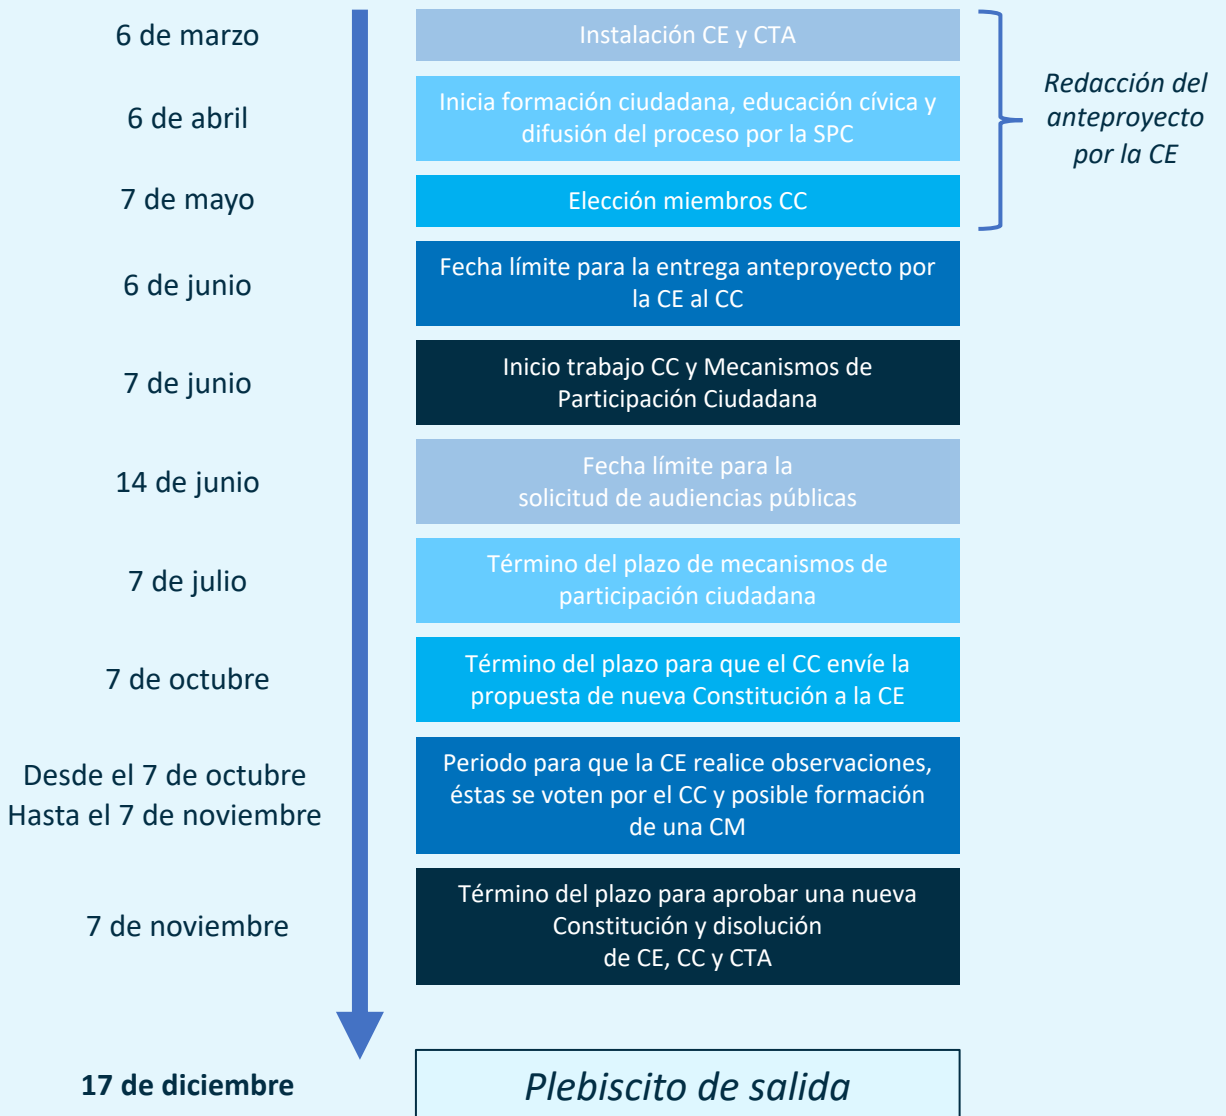 6 de marzo
Instalación CE y CTA
6 de abril
Inicia formación ciudadana, educación cívica y
difusión del proceso por la SPC
7 de mayo
Elección miembros CC
Redacción del
anteproyecto
por la CE
6 de junio
Fecha límite para la entrega anteproyecto por
la CE al CC
7 de junio
Inicio trabajo CC y Mecanismos de
Participación Ciudadana
14 de junio
Fecha límite para la
solicitud de audiencias públicas
7 de julio
Término del plazo de mecanismos de
participación ciudadana
7 de octubre
Término del plazo para que el CC envíe la
propuesta de nueva Constitución a la CE
Desde el 7 de octubre
Hasta el 7 de noviembre
Periodo para que la CE realice observaciones,
éstas se voten por el CC y posible formación
de una CM
7 de noviembre
Término del plazo para aprobar una nueva
Constitución y disolución
de CE, CC y CTA
17 de diciembre
Plebiscito de salida